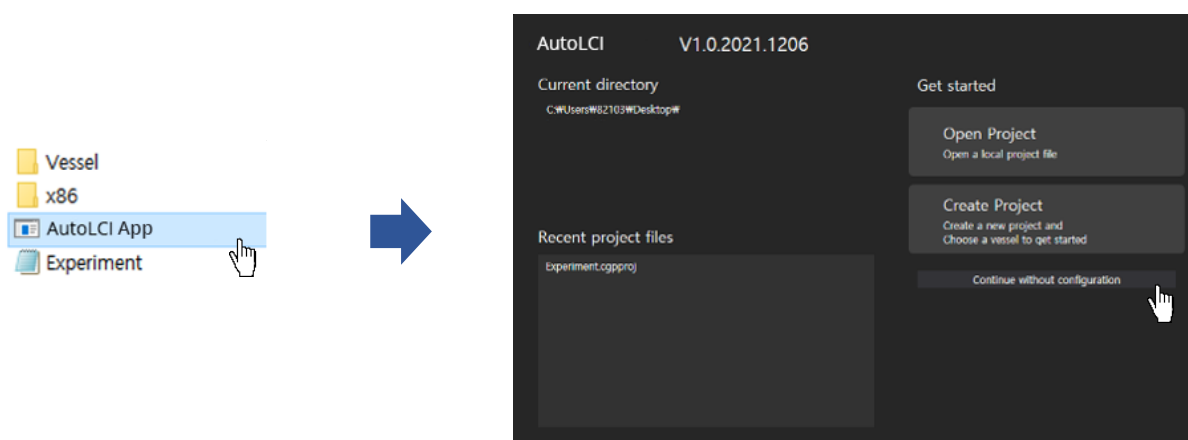 Vessel
x86
AutoLCI App
Experiment
AutoLCI V1.0.2021.1206
Current directory
C:₩Users₩82103₩Desktop₩
Recent project files
Experiment.cgpproj
Get started
Open Project
Open a local project file
Create Project
Create a new project and
Choose a vessel to get started
Continue without configuration